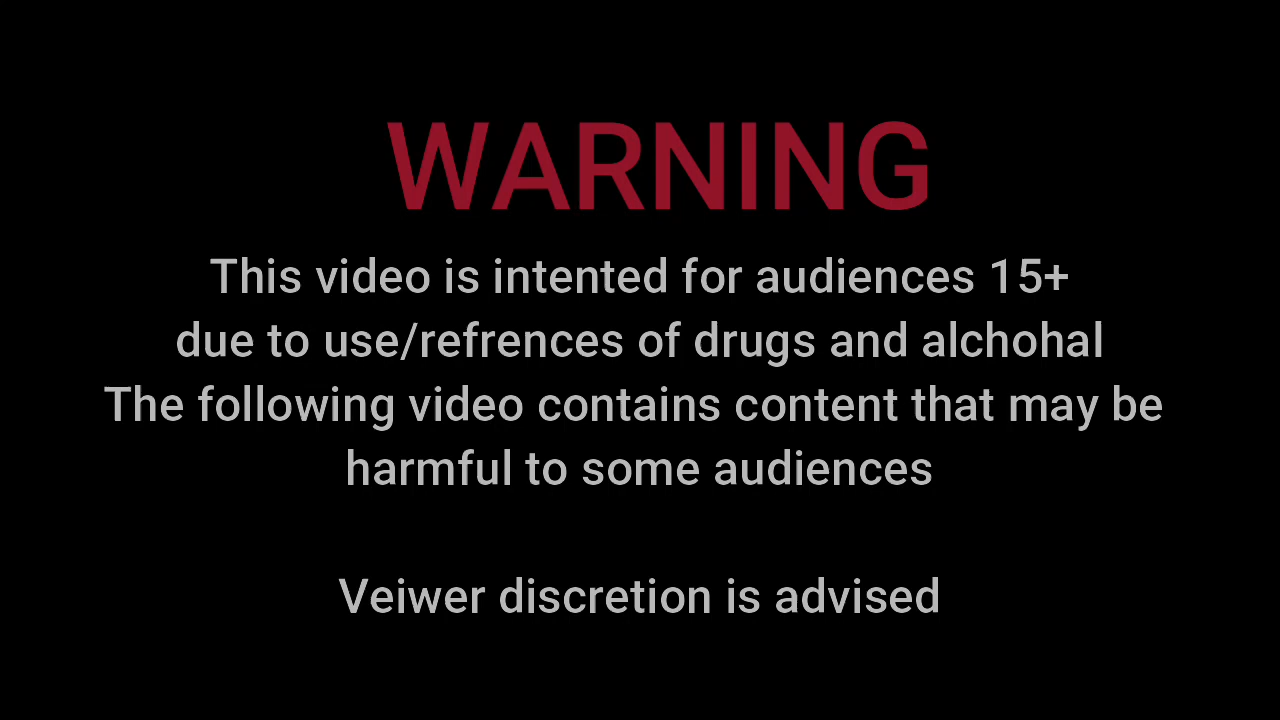 WARNING
This video is intented for audiences 15+
due to use/refrences of drugs and alchohal
The following video contains content that may be
harmful to some audiences
Veiwer discretion is advised